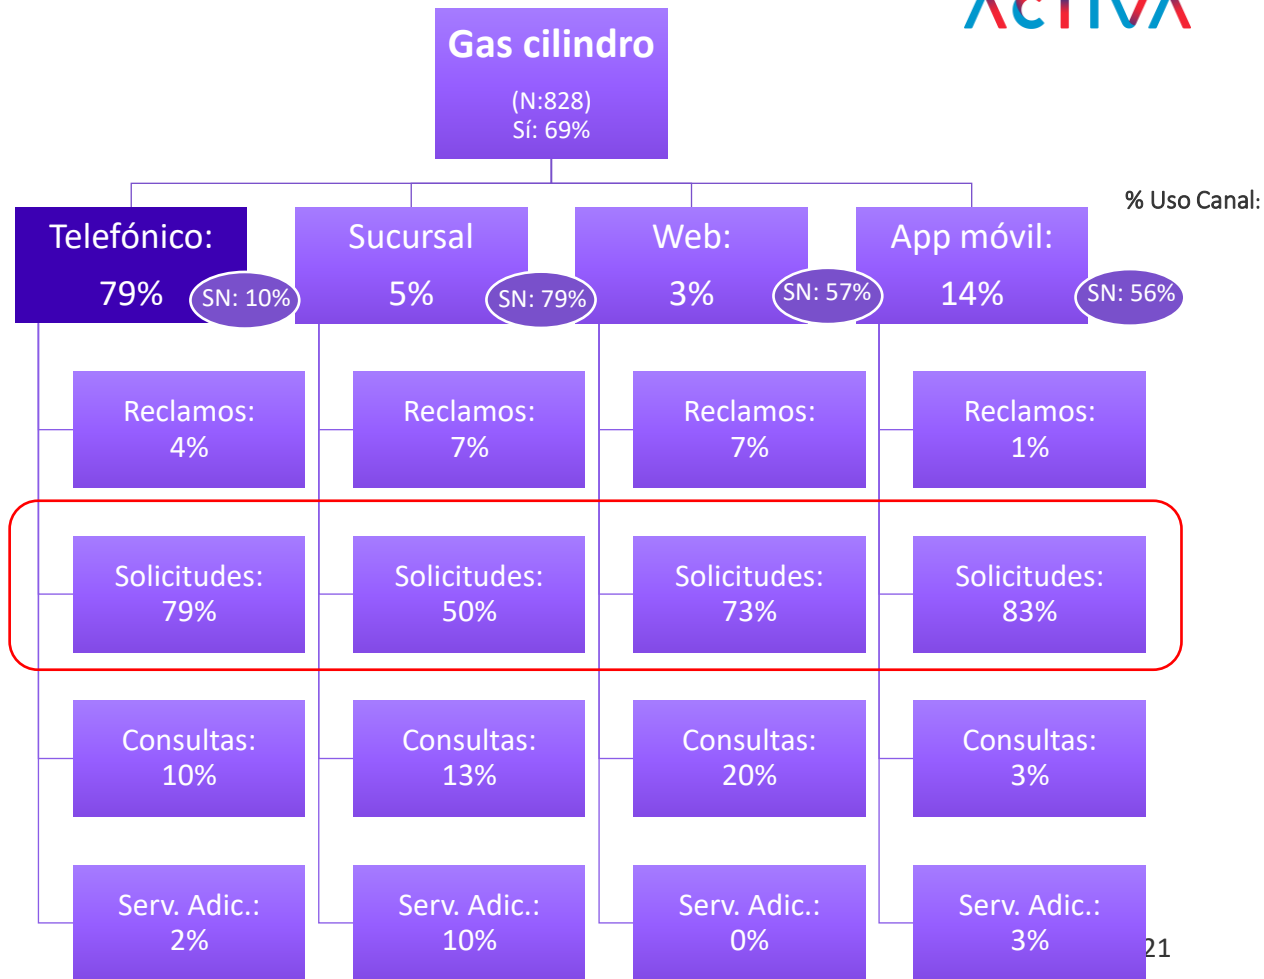 ACTIVA
Gas cilindro
(N:828)
Sí: 69%
% Uso Canal:
Telefónico:
79%
SN: 10%
Sucursal
5%
SN: 79%
Web:
3%
SN: 57%
App móvil:
14%
SN: 56%
Reclamos:
4%
Reclamos:
7%
Reclamos:
7%
Reclamos:
1%
Solicitudes:
79%
Solicitudes:
50%
Solicitudes:
73%
Solicitudes:
83%
Consultas:
10%
Consultas:
13%
Consultas:
20%
Consultas:
3%
Serv. Adic.:
2%
Serv. Adic.:
10%
Serv. Adic.:
0%
Serv. Adic.:
3%
21